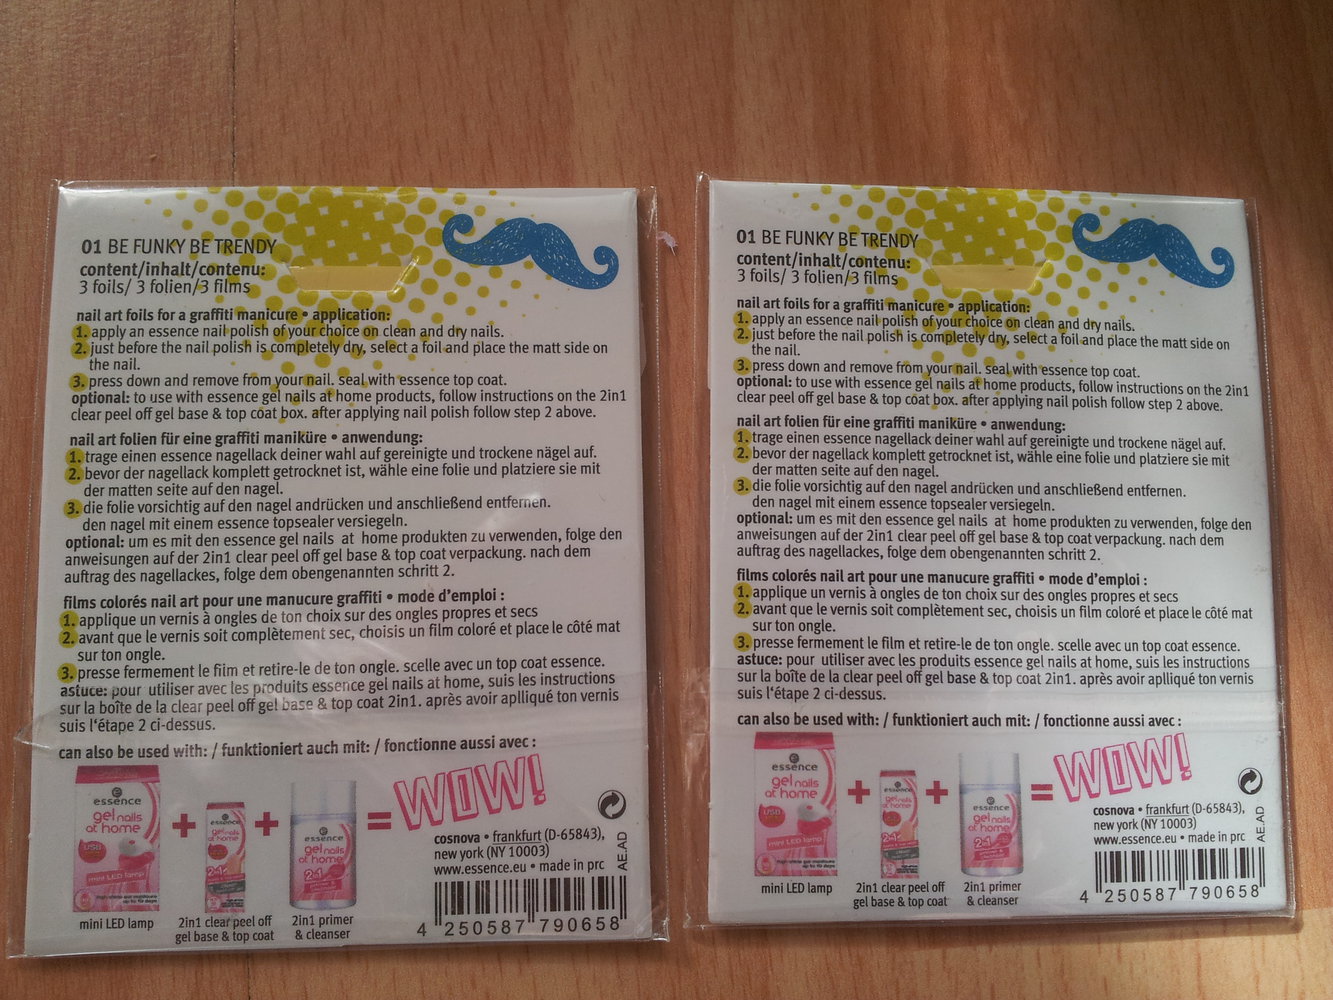 01 BE FUNKY BE TRENDY
content/inhalt/contenu:
3 foils/ 3 folien/3 films
nail art foils for a graffiti manicure • application:
1. apply an essence nail polish of your choice on clean and dry nails.
2. just before the nail polish is completely dry, select a foil and place the matt side on
the nail.
3. press down and remove from your nail. seal with essence top coat.
optional: to use with essence gel nails at home products, follow instructions on the 2in1
clear peel off gel base & top coat box. after applying nail polish follow step 2 above.
nail art folien für eine graffiti maniküre • anwendung:
1. trage einen essence nagellack deiner wahl auf gereinigte und trockene nägel auf.
2. bevor der nagellack komplett getrocknet ist, wähle eine folie und platziere sie mit
der matten seite auf den nagel.
3. die folie vorsichtig auf den nagel andrücken und anschließend entfernen.
den nagel mit einem essence topsealer versiegeln.
optional: um es mit den essence gel nails at home produkten zu verwenden, folge den
anweisungen auf der 2in1 clear peel off gel base & top coat verpackung. nach dem
auftrag des nagellackes, folge dem obengenannten schritt 2.
films colorés nail art pour une manucure graffiti • mode d'emploi :
1. applique un vernis à ongles de ton choix sur des ongles propres et secs
2. avant que le vernis soit complètement sec, choisis un film coloré et place le côté mat
sur ton ongle.
3. presse fermement le film et retire-le de ton ongle. scelle avec un top coat essence.
astuce: pour utiliser avec les produits essence gel nails at home, suis les instructions
sur la boîte de la clear peel off gel base & top coat 2in1. après avoir apliqué ton vernis
suis l'étape 2 ci-dessus.
can also be used with: / funktioniert auch mit: / fonctionne aussi avec :
essence
gel nails
at home
USB
mini LED lamp
+
essence
gel nails
at home
2in1
+
essence
gel nails
at home
2in1
=
WOW!
mini LED lamp
2in1 clear peel off
gel base & top coat
2in1 primer
& cleanser
cosnova • frankfurt (D-65843),
new york (NY 10003)
www.essence.eu • made in prc
AE.AD
4 250587 790658
01 BE FUNKY BE TRENDY
content/inhalt/contenu:
3 foils/ 3 folien/3 films
nail art foils for a graffiti manicure • application:
1. apply an essence nail polish of your choice on clean and dry nails.
2. just before the nail polish is completely dry, select a foil and place the matt side on
the nail.
3. press down and remove from your nail. seal with essence top coat.
optional: to use with essence gel nails at home products, follow instructions on the 2in1
clear peel off gel base & top coat box. after applying nail polish follow step 2 above.
nail art folien für eine graffiti maniküre • anwendung:
1. trage einen essence nagellack deiner wahl auf gereinigte und trockene nägel auf.
2. bevor der nagellack komplett getrocknet ist, wähle eine folie und platziere sie mit
der matten seite auf den nagel.
3. die folie vorsichtig auf den nagel andrücken und anschließend entfernen.
den nagel mit einem essence topsealer versiegeln.
optional: um es mit den essence gel nails at home produkten zu verwenden, folge den
anweisungen auf der 2in1 clear peel off gel base & top coat verpackung. nach dem
auftrag des nagellackes, folge dem obengenannten schritt 2.
films colorés nail art pour une manucure graffiti • mode d'emploi :
1. applique un vernis à ongles de ton choix sur des ongles propres et secs
2. avant que le vernis soit complètement sec, choisis un film coloré et place le côté mat
sur ton ongle.
3. presse fermement le film et retire-le de ton ongle. scelle avec un top coat essence.
astuce: pour utiliser avec les produits essence gel nails at home, suis les instructions
sur la boîte de la clear peel off gel base & top coat 2in1. après avoir apliqué ton vernis
suis l'étape 2 ci-dessus.
can also be used with: / funktioniert auch mit: / fonctionne aussi avec :
essence
gel nails
at home
USB
mini LED lamp
+
essence
gel nails
at home
2in1
+
essence
gel nails
at home
2in1
=
WOW!
mini LED lamp
2in1 clear peel off
gel base & top coat
2in1 primer
& cleanser
cosnova • frankfurt (D-65843),
new york (NY 10003)
www.essence.eu • made in prc
AE.AD
4 250587 790658